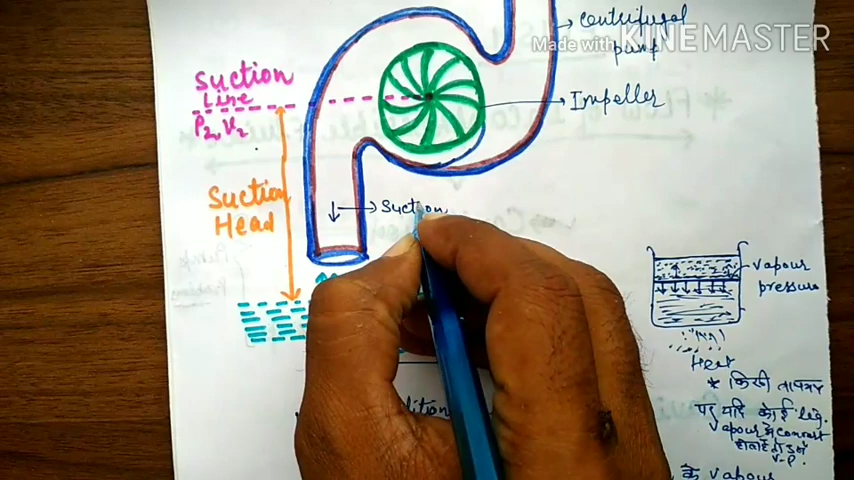 Centrifugal
pump
Made with KINEMASTER
Suction
Line
P2, V2
Impeller
Suction
Head
Suction
Vapour
pressure
Heat
* किसी तापमान
पर यदि कोई liq.
Vapour में convert
V-P.
के Vapour